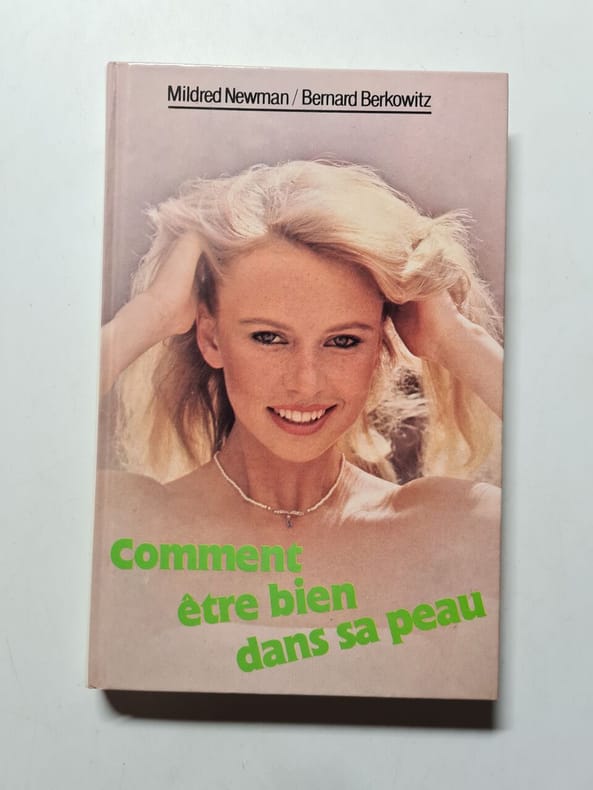 Mildred Newman/Bernard Berkowitz
Comment
être bien
dans sa peau